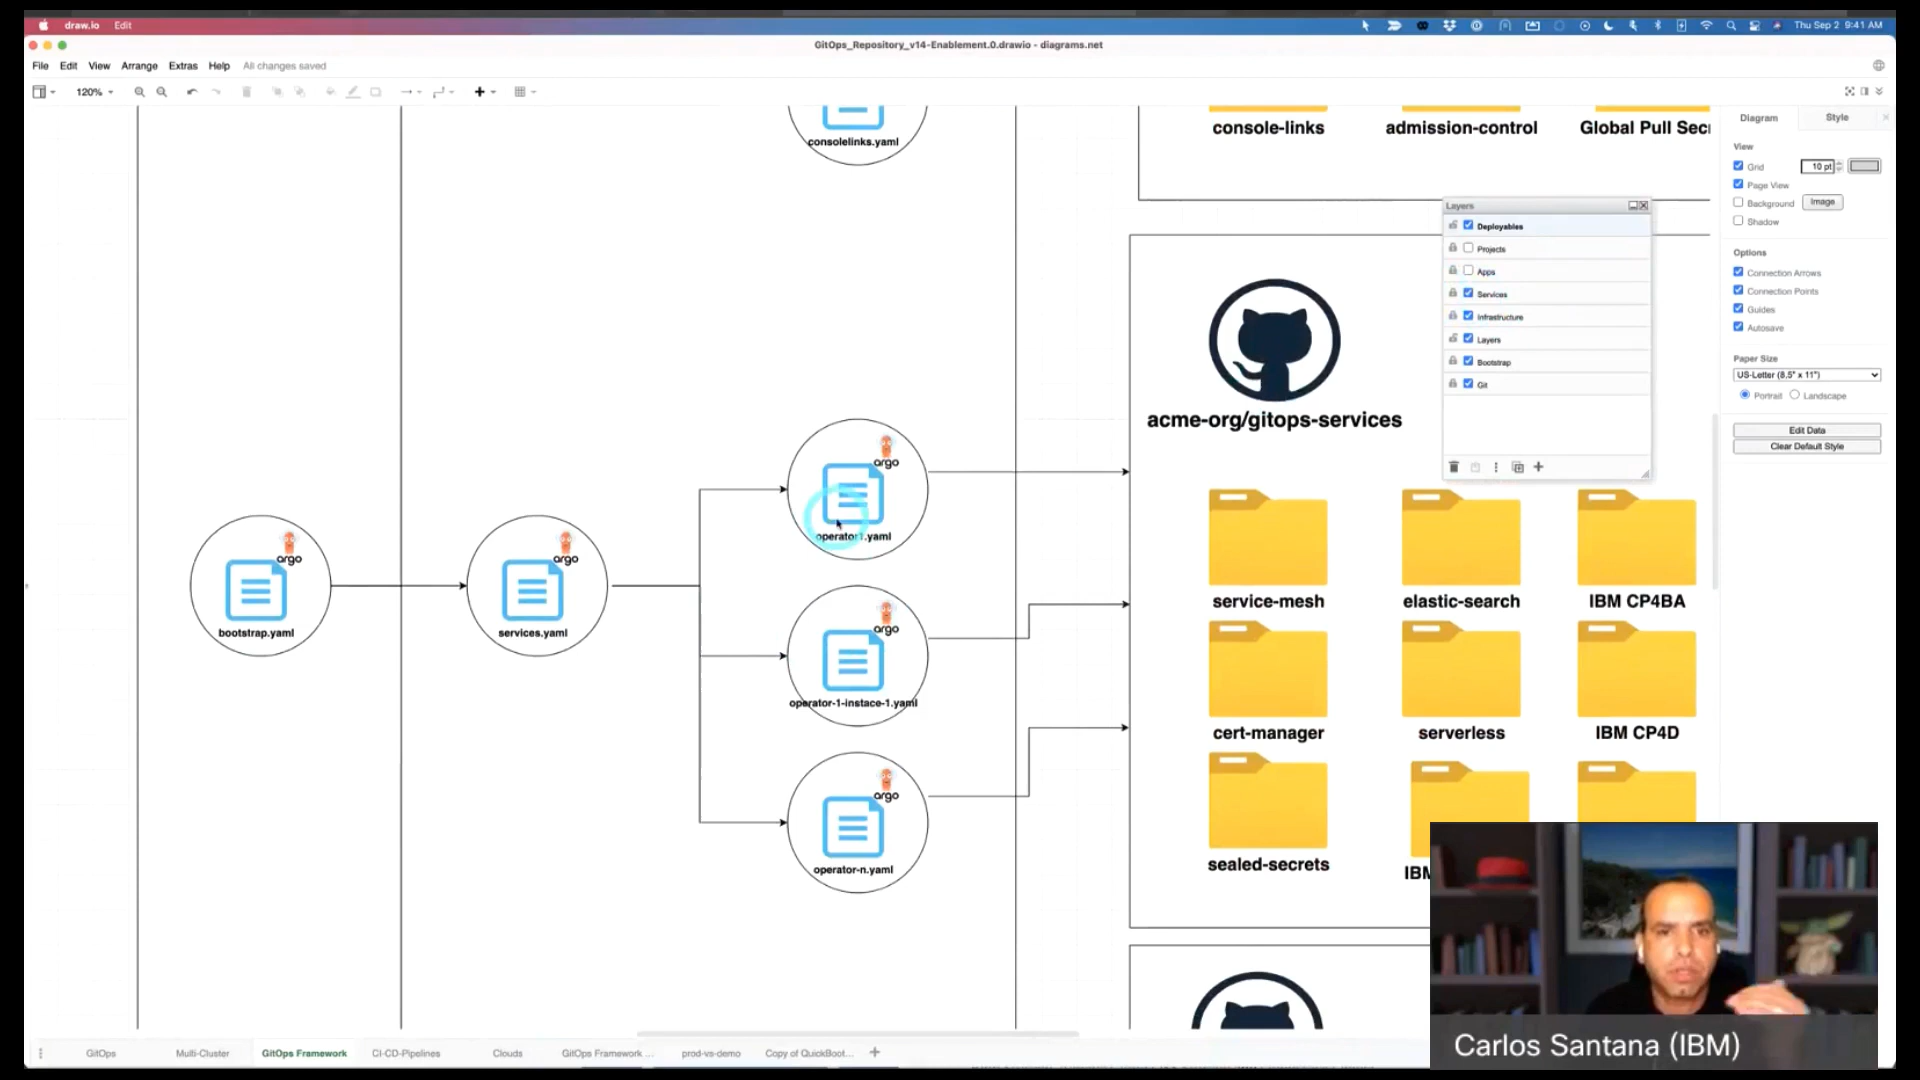 draw.io Edit
Thu Sep 2 9:41 AM
GitOps_Repository_v14-Enablement.0.drawio - diagrams.net
File Edit View Arrange Extras Help All changes saved
120%
consolelinks.yaml
console-links
admission-control
Global Pull Seci
Layers
Deployables
Projects
Apps
Services
Infrastructure
Layers
Bootstrap
Git
Diagram
Style
View
Grid
10 pt
Page View
Background
Image
Shadow
Options
Connection Arrows
Connection Points
Guides
Autosave
Paper Size
US-Letter (8.5" x 11")
Portrait
Landscape
Edit Data
Clear Default Style
acme-org/gitops-services
argo
operator1.yaml
argo
bootstrap.yaml
argo
services.yaml
argo
operator-1-instace-1.yaml
argo
operator-n.yaml
service-mesh
elastic-search
IBM CP4BA
cert-manager
serverless
IBM CP4D
sealed-secrets
IBM
Carlos Santana (IBM)
GitOps
Multi-Cluster
GitOps Framework
CI-CD-Pipelines
Clouds
GitOps Framework ...
prod-vs-demo
Copy of QuickBoot...